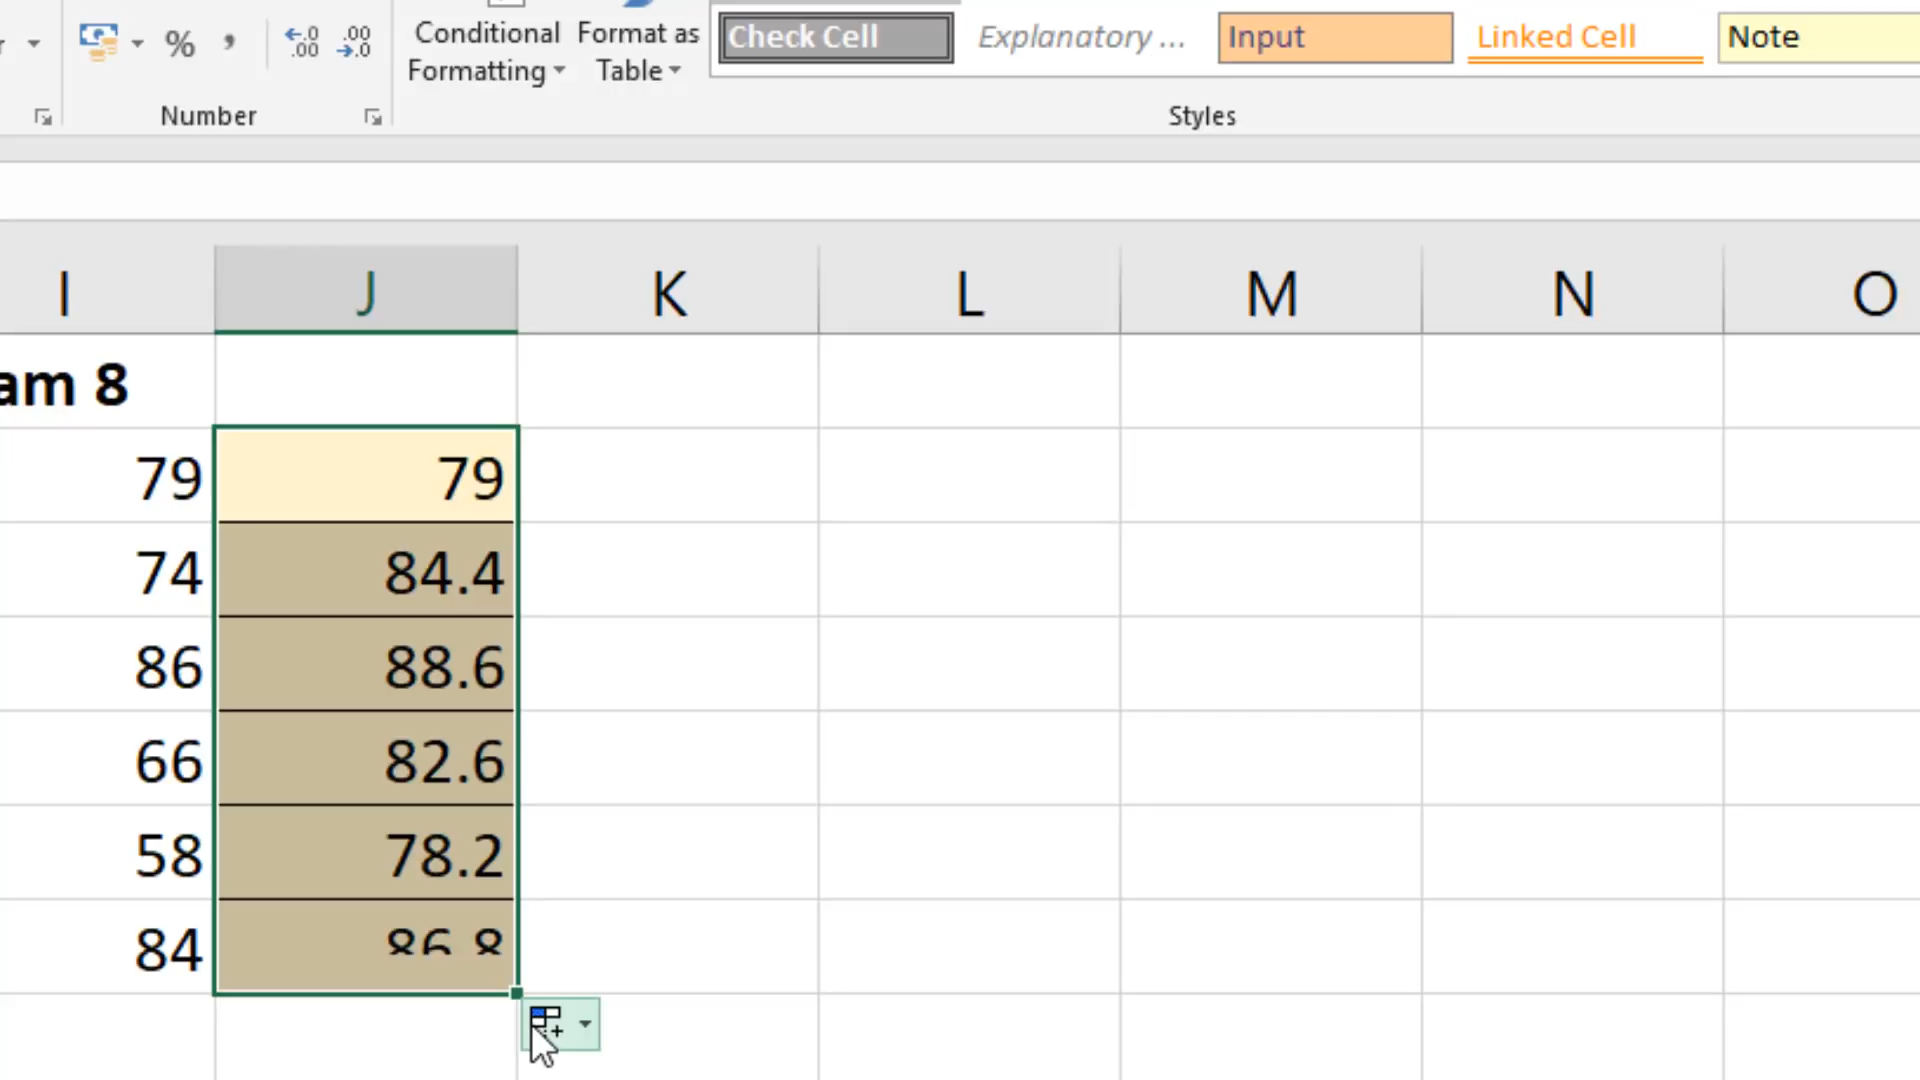 Conditional Formatting
Format as Table
Check Cell
Explanatory ...
Input
Linked Cell
Note
%
Number
Styles
I J K L M N O
am 8
79 79
74 84.4
86 88.6
66 82.6
58 78.2
84 86.8